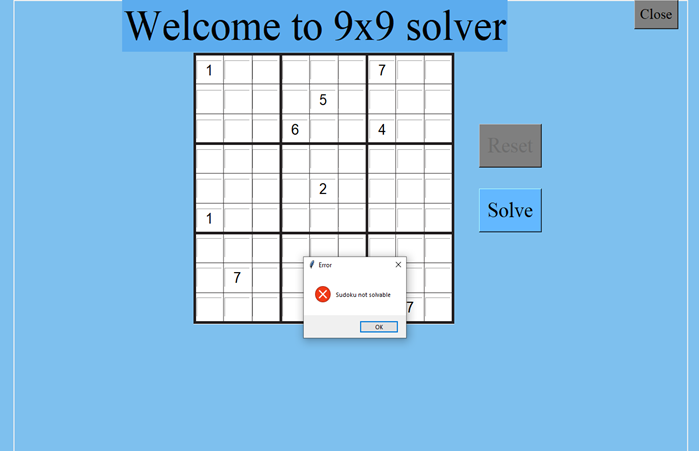 Welcome to 9x9 solver
Close
1 7
5
6 4
Reset
2
Solve
1
Error
7
Sudoku not solvable
7
OK